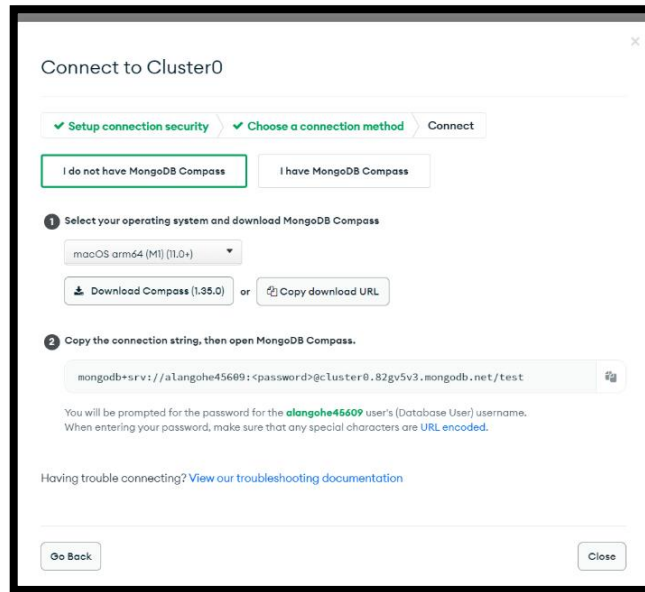 Connect to Cluster0
Setup connection security
Choose a connection method
Connect
I do not have MongoDB Compass
I have MongoDB Compass
1 Select your operating system and download MongoDB Compass
macOS arm64 (M1) (11.0+)
Download Compass (1.35.0) or Copy download URL
2 Copy the connection string, then open MongoDB Compass.
mongodb+srv://alangohe45609:<password>@cluster0.82gv5v3.mongodb.net/test
You will be prompted for the password for the alangohe45609 user's (Database User) username.
When entering your password, make sure that any special characters are URL encoded.
Having trouble connecting? View our troubleshooting documentation
Go Back
Close